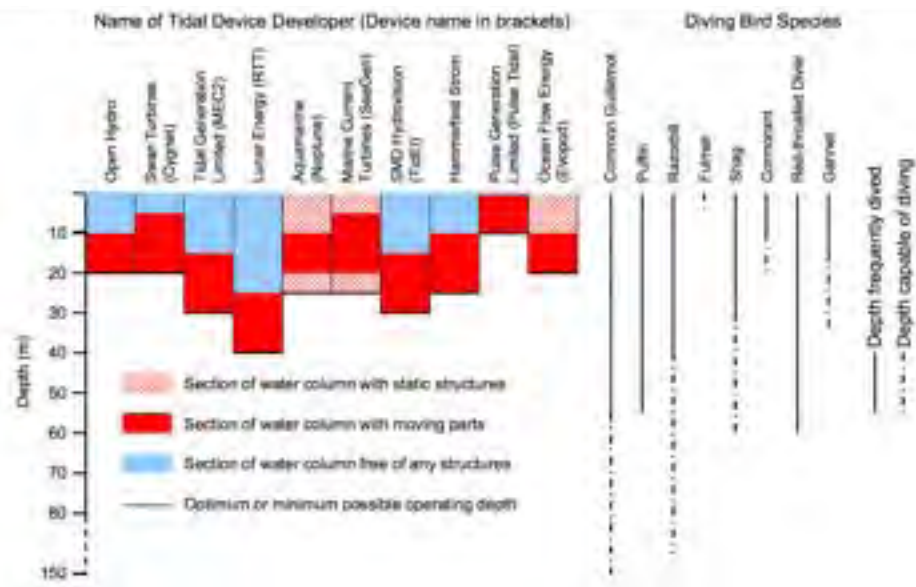 Name of Tidal Device Developer (Device name in brackets)
Diving Bird Species
Open Hydro
Swan Turbines
(Cygnet)
Tidal Generation
Limited (MEC2)
Lunar Energy (RTT)
Aquamarine
(Neptune)
Marine Current
Turbines (SeaGen)
SMD Hydrovision
(TidEl)
Hammerfest Strom
Pulse Generation
Limited (Pulse Tidal)
Ocean Flow Energy
(Evopod)
Common Guillemot
Puffin
Razorbill
Fulmar
Shag
Cormorant
Red-throated Diver
Gannet
Depth frequently dived
Depth capable of diving
Depth (m)
10
20
30
40
50
60
70
80
150
Section of water column with static structures
Section of water column with moving parts
Section of water column free of any structures
Optimum or minimum possible operating depth